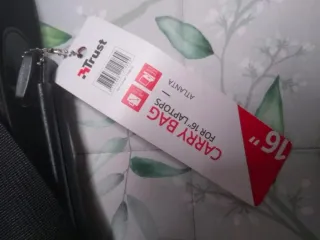 Trust
CARRY BAG
FOR 16" LAPTOPS
ATLANTA
16"